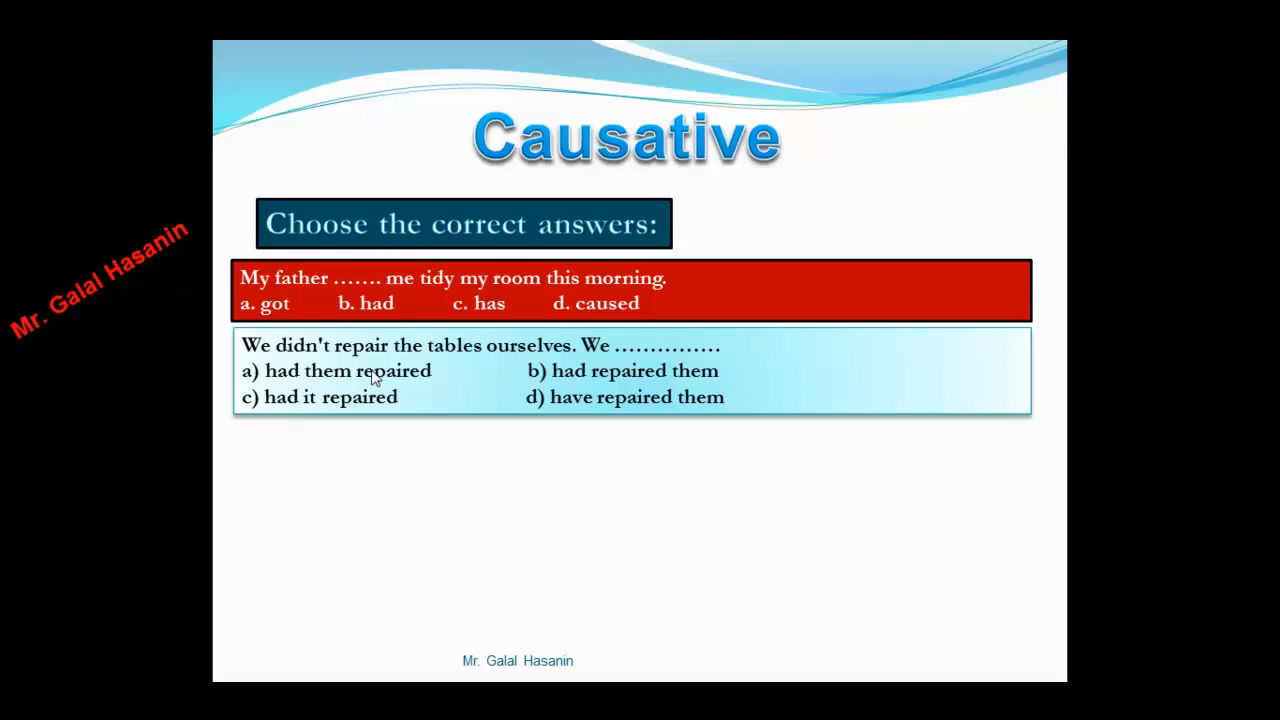 Causative
Choose the correct answers:
Mr. Galal Hasanin
My father ....... me tidy my room this morning.
a. got b. had c. has d. caused
We didn't repair the tables ourselves. We ...............
a) had them repaired b) had repaired them
c) had it repaired d) have repaired them
Mr. Galal Hasanin